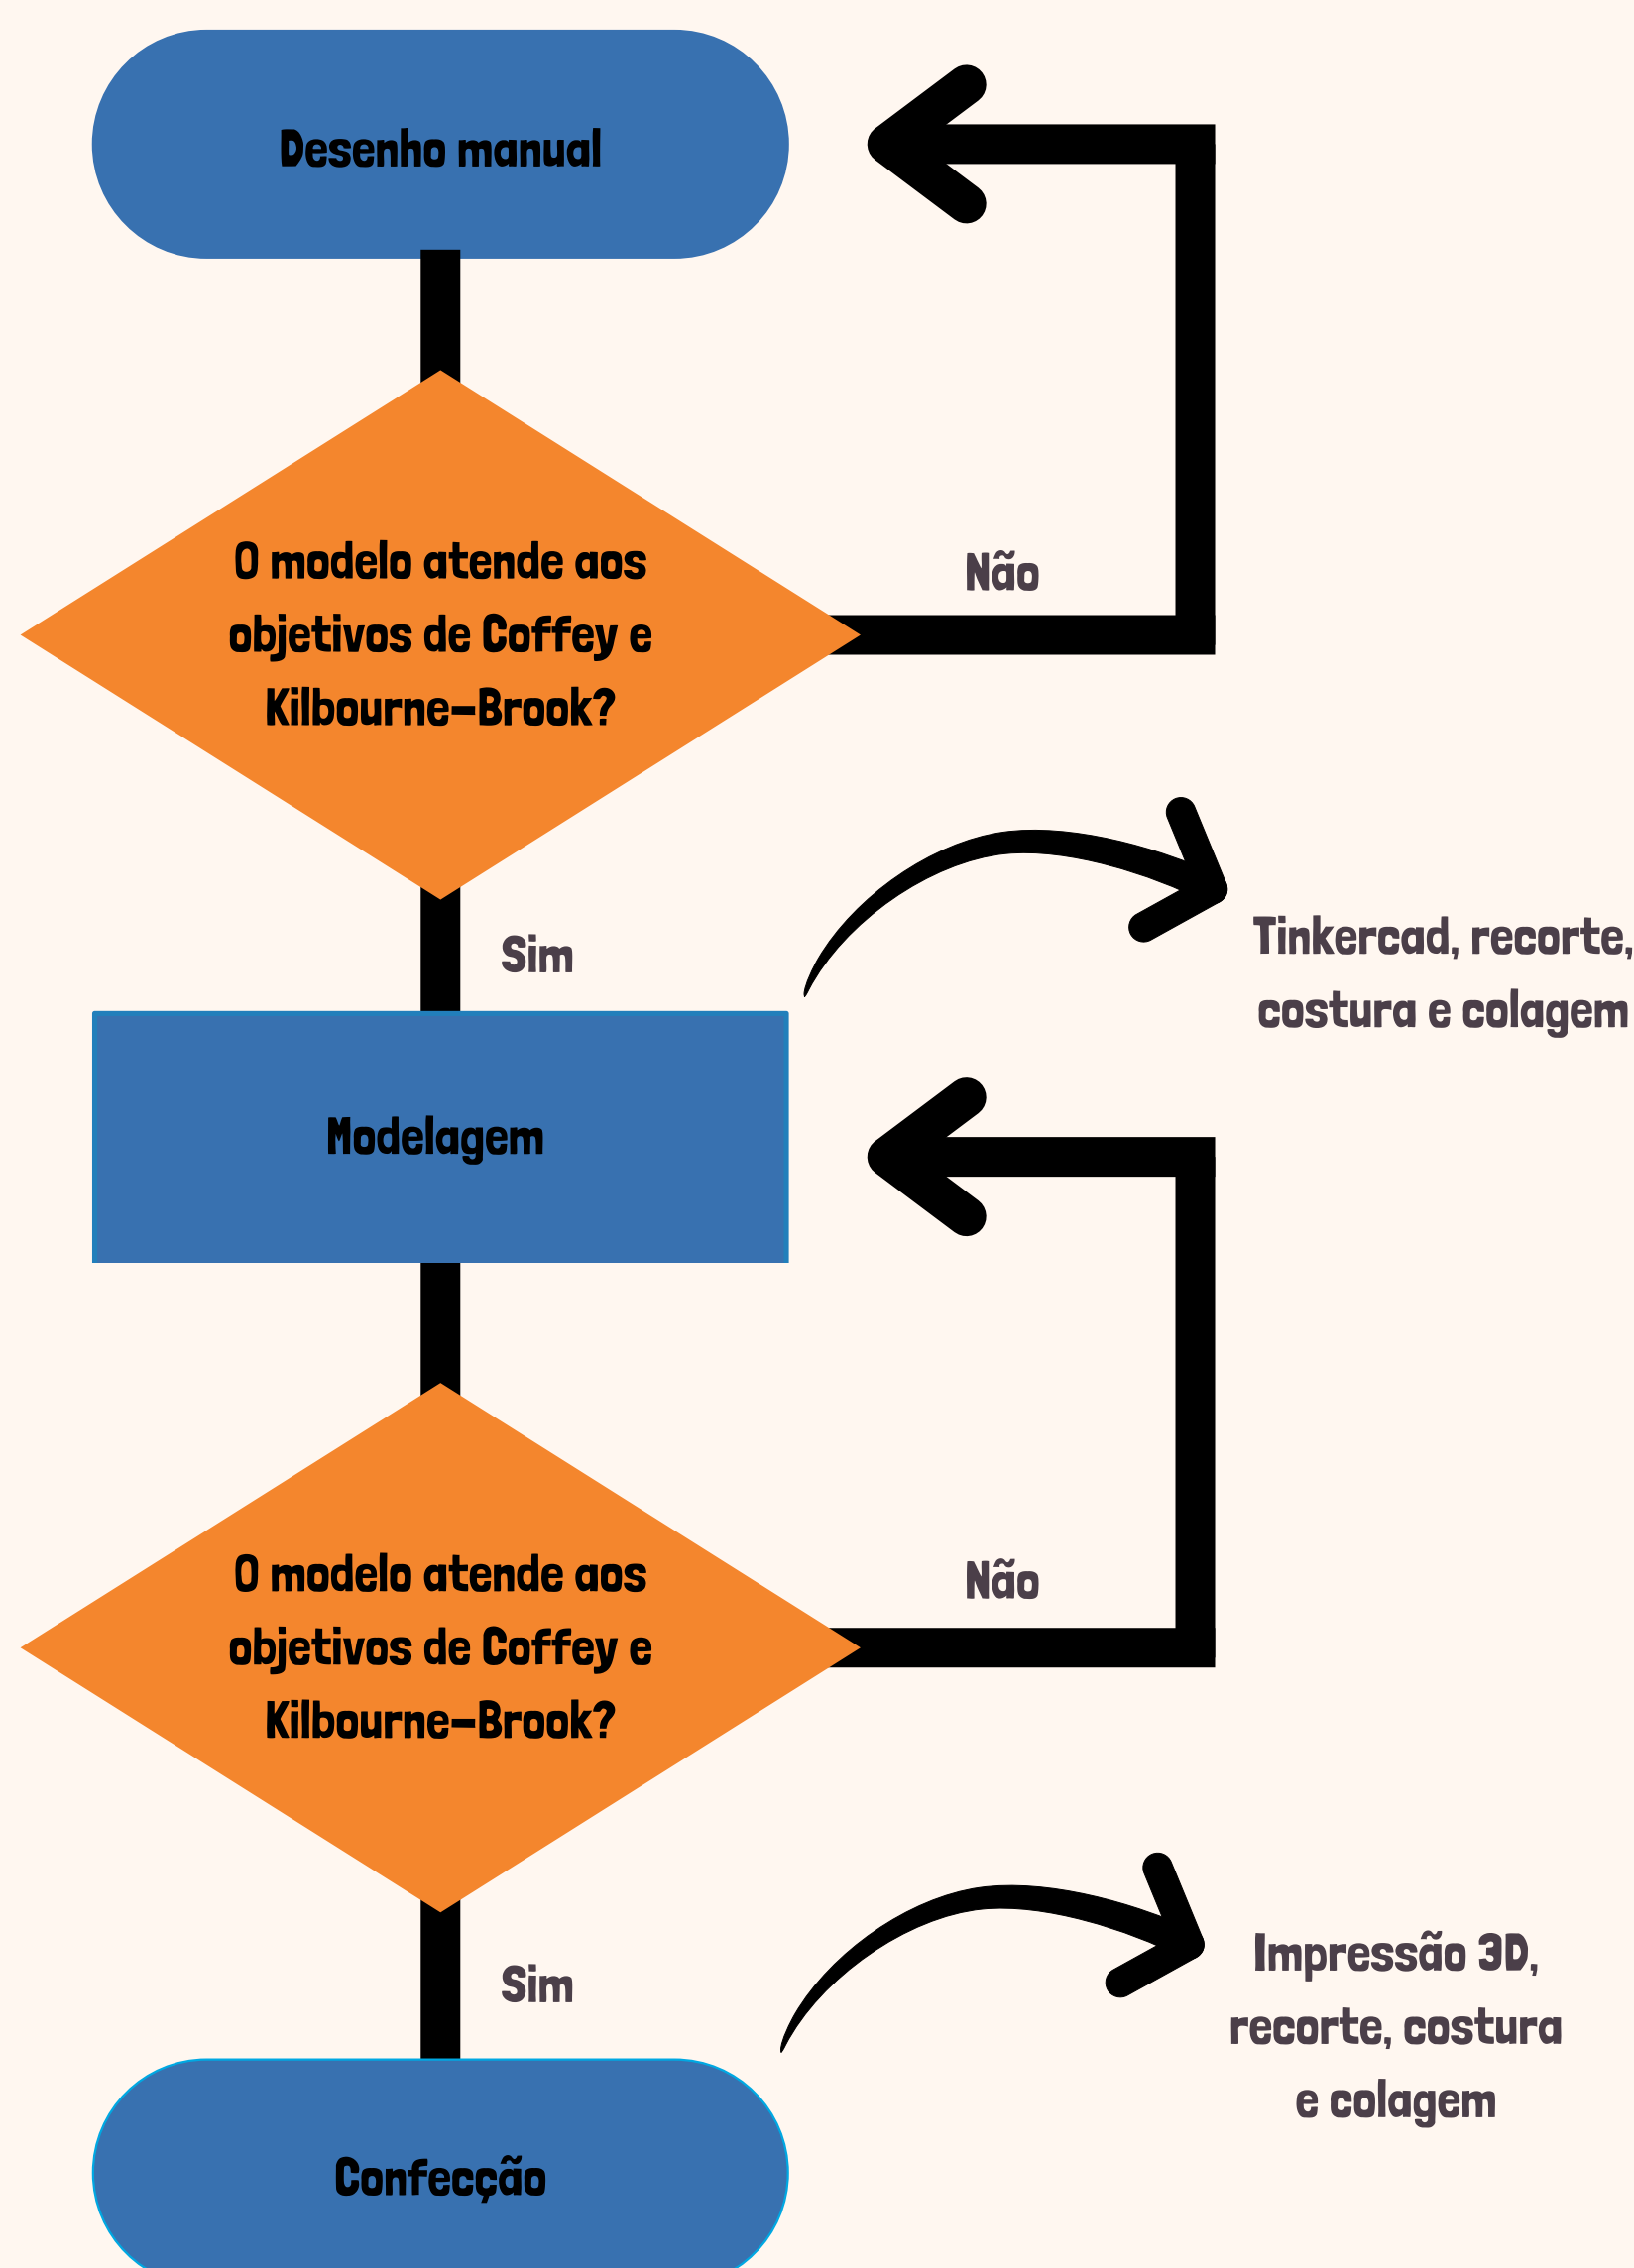 Desenho manual
O modelo atende aos
objetivos de Coffey e
Kilbourne-Brook?
Não
Sim
Tinkercad, recorte,
costura e colagem
Modelagem
O modelo atende aos
objetivos de Coffey e
Kilbourne-Brook?
Não
Sim
Impressão 3D,
recorte, costura
e colagem
Confecção